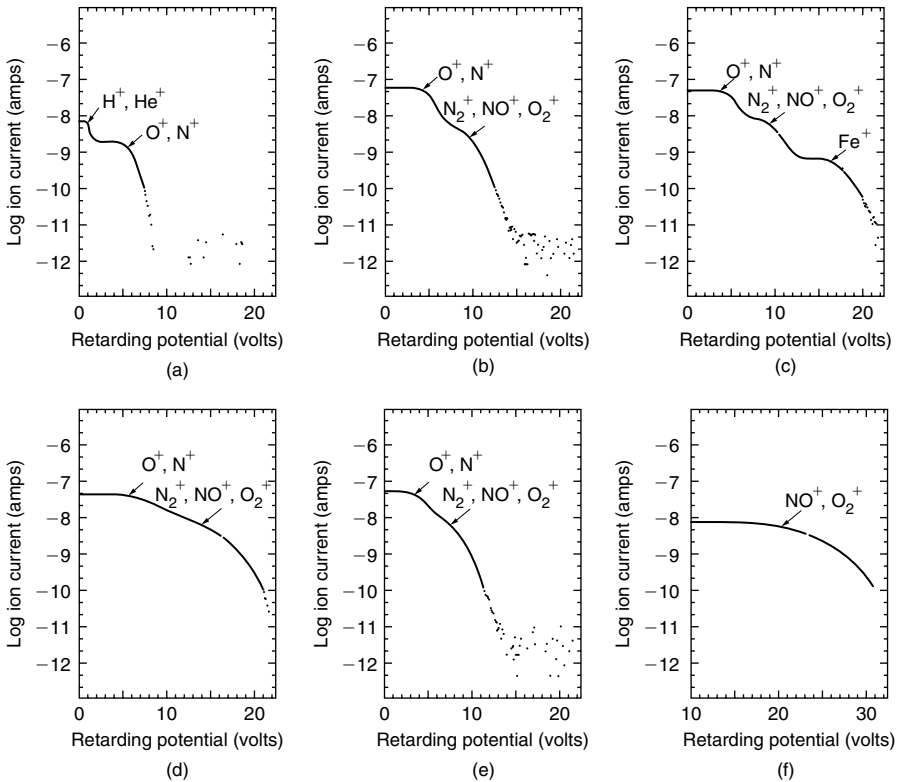 Log ion current (amps)
−6
−7
−8
−9
−10
−11
−12
H⁺, He⁺
O⁺, N⁺
0 10 20
Retarding potential (volts)
(a)
Log ion current (amps)
−6
−7
−8
−9
−10
−11
−12
O⁺, N⁺
N₂⁺, NO⁺, O₂⁺
0 10 20
Retarding potential (volts)
(b)
Log ion current (amps)
−6
−7
−8
−9
−10
−11
−12
O⁺, N⁺
N₂⁺, NO⁺, O₂⁺
Fe⁺
0 10 20
Retarding potential (volts)
(c)
Log ion current (amps)
−6
−7
−8
−9
−10
−11
−12
O⁺, N⁺
N₂⁺, NO⁺, O₂⁺
0 10 20
Retarding potential (volts)
(d)
Log ion current (amps)
−6
−7
−8
−9
−10
−11
−12
O⁺, N⁺
N₂⁺, NO⁺, O₂⁺
0 10 20
Retarding potential (volts)
(e)
Log ion current (amps)
−6
−7
−8
−9
−10
−11
−12
NO⁺, O₂⁺
10 20 30
Retarding potential (volts)
(f)